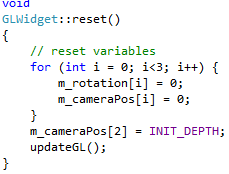 void
GLWidget::reset()
{
    // reset variables
    for (int i = 0; i<3; i++) {
        m_rotation[i] = 0;
        m_cameraPos[i] = 0;
    }
    m_cameraPos[2] = INIT_DEPTH;
    updateGL();
}